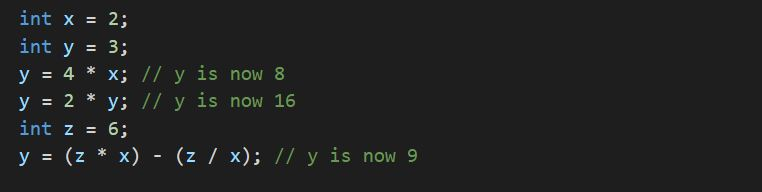 int x = 2;
int y = 3;
y = 4 * x; // y is now 8
y = 2 * y; // y is now 16
int z = 6;
y = (z * x) - (z / x); // y is now 9